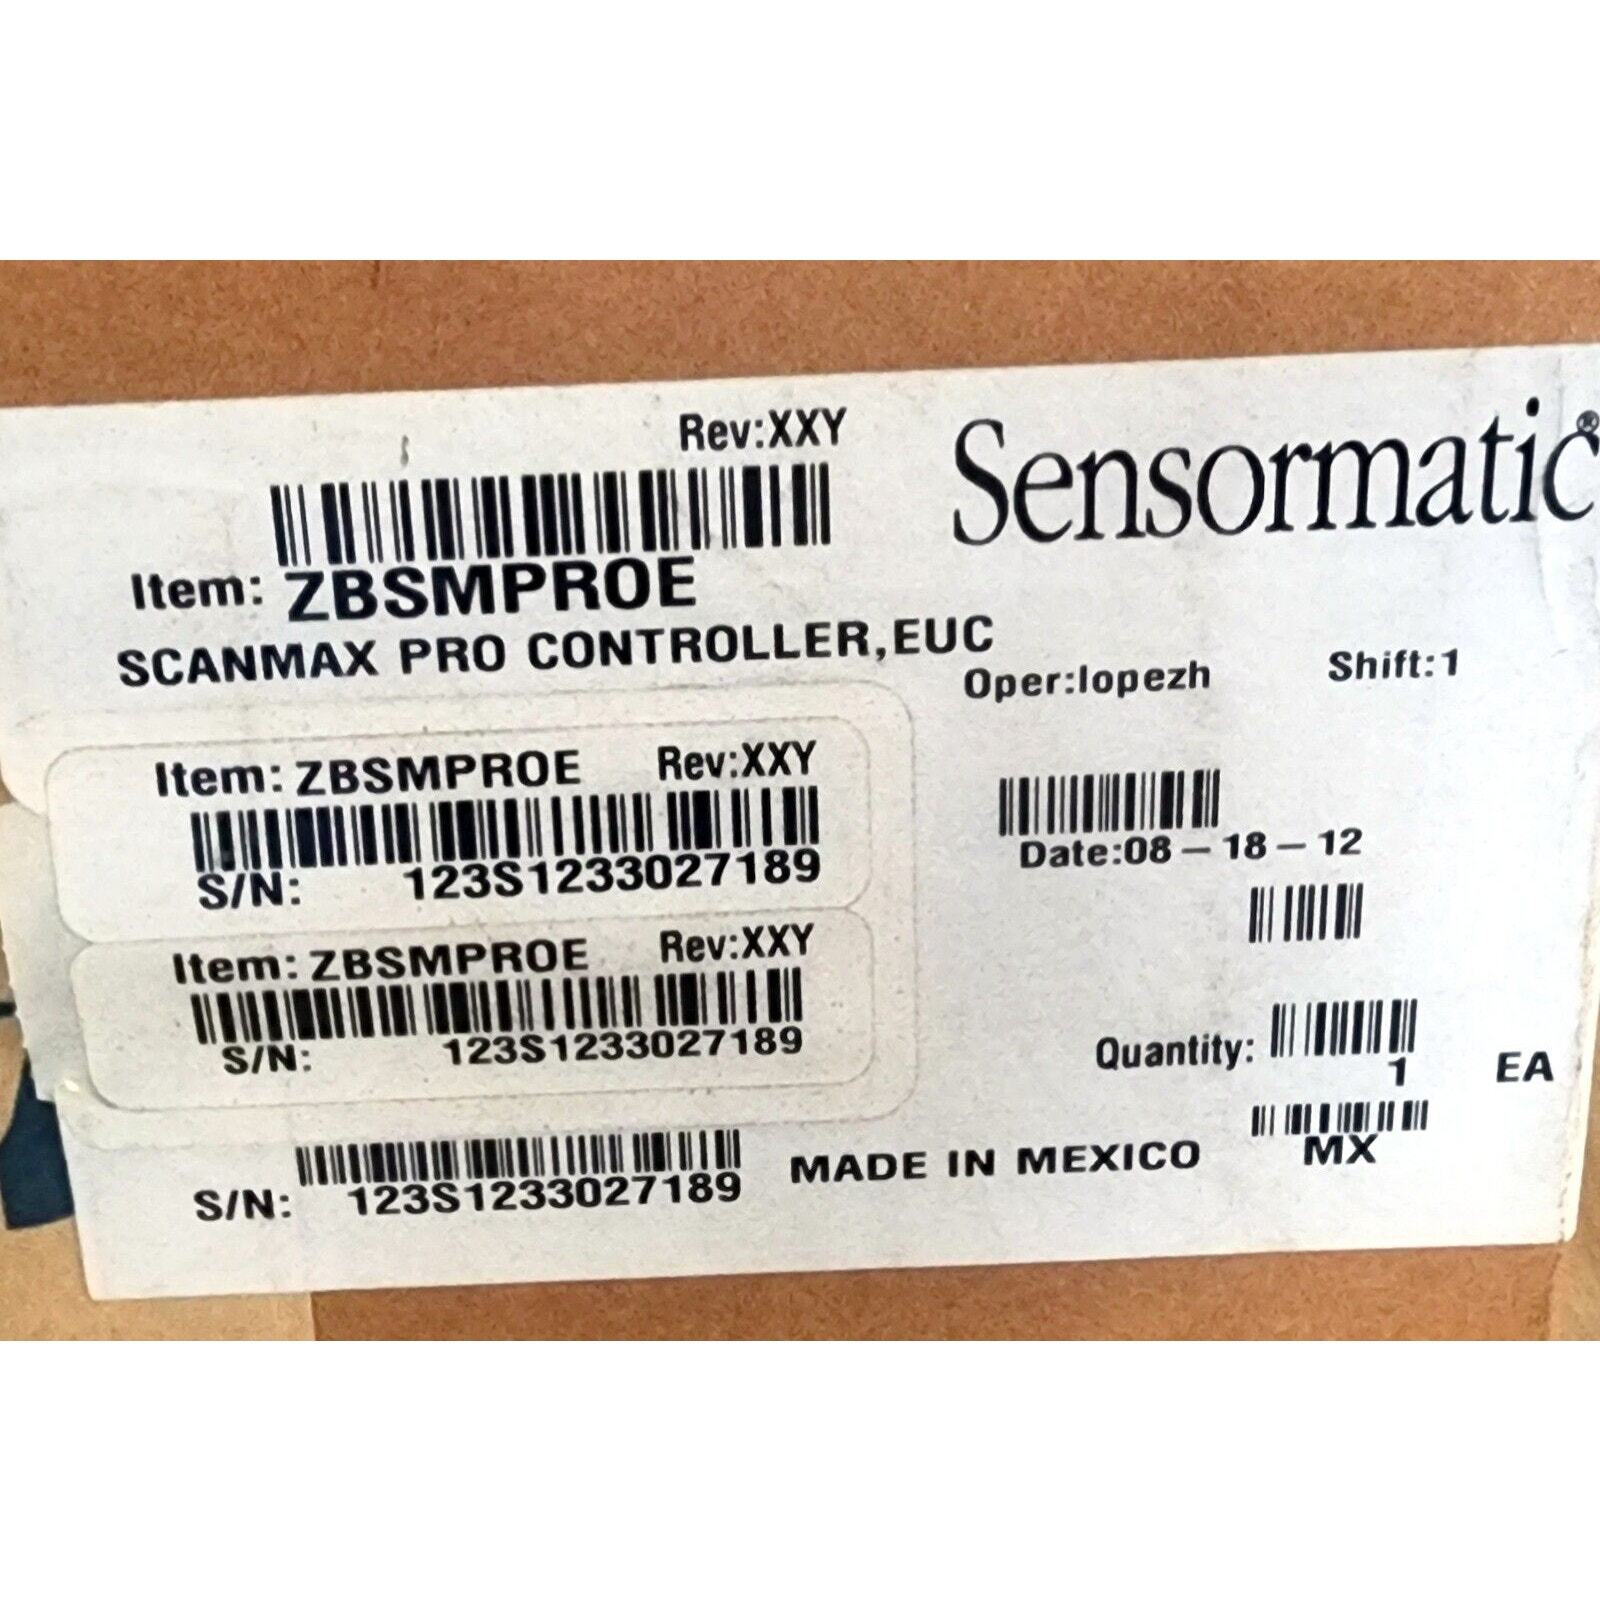 Rev:XXY
Sensormatic®
Item: ZBSMPROE
SCANMAX PRO CONTROLLER,EUC
Oper:lopezh Shift:1
Item: ZBSMPROE Rev:XXY
S/N: 123S1233027189
Date:08-18-12
Item: ZBSMPROE Rev:XXY
S/N: 123S1233027189
Quantity: 1 EA
S/N: 123S1233027189
MADE IN MEXICO
MX